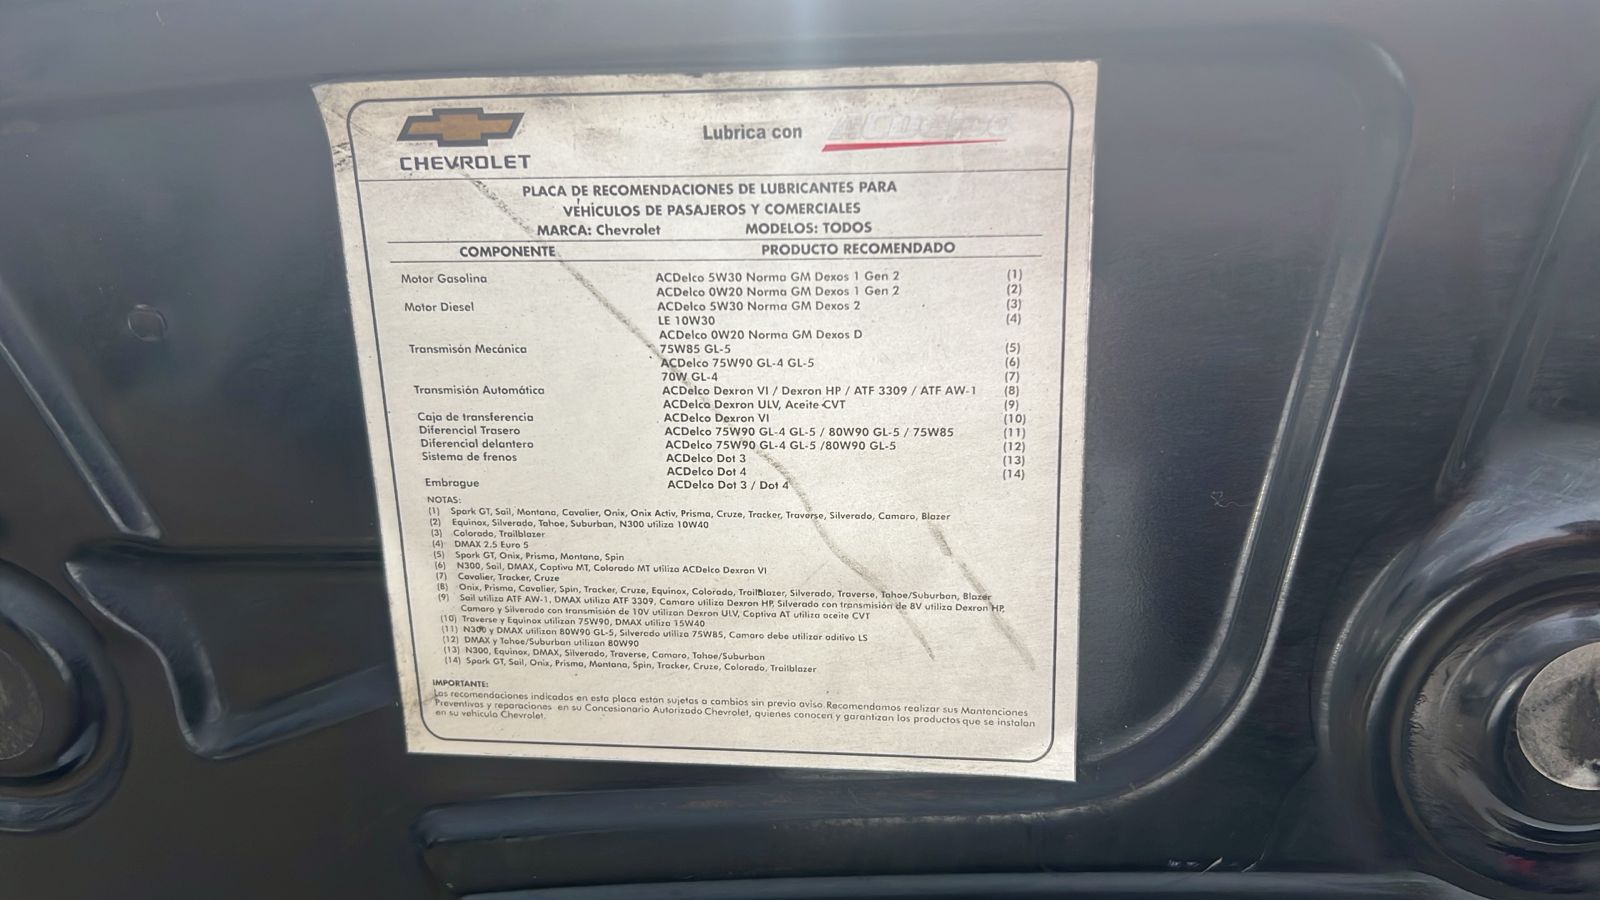 CHEVROLET
Lubrica con ACDelco
PLACA DE RECOMENDACIONES DE LUBRICANTES PARA
VEHÍCULOS DE PASAJEROS Y COMERCIALES
MARCA: Chevrolet MODELOS: TODOS
COMPONENTE PRODUCTO RECOMENDADO
Motor Gasolina ACDelco 5W30 Norma GM Dexos 1 Gen 2 (1)
ACDelco 0W20 Norma GM Dexos 1 Gen 2 (2)
Motor Diesel ACDelco 5W30 Norma GM Dexos 2 (3)
LE 10W30 (4)
ACDelco 0W20 Norma GM Dexos D
Transmisón Mecánica 75W85 GL-5 (5)
ACDelco 75W90 GL-4 GL-5 (6)
70W GL-4 (7)
Transmisión Automática ACDelco Dexron VI / Dexron HP / ATF 3309 / ATF AW-1 (8)
ACDelco Dexron ULV, Aceite CVT (9)
Caja de transferencia ACDelco Dexron VI (10)
Diferencial Trasero ACDelco 75W90 GL-4 GL-5 / 80W90 GL-5 / 75W85 (11)
Diferencial delantero ACDelco 75W90 GL-4 GL-5 /80W90 GL-5 (12)
Sistema de frenos ACDelco Dot 3 (13)
ACDelco Dot 4 (14)
Embrague ACDelco Dot 3 / Dot 4
NOTAS:
(1) Spark GT, Sail, Montana, Cavalier, Onix, Onix Activ, Prisma, Cruze, Tracker, Traverse, Silverado, Camaro, Blazer
(2) Equinox, Silverado, Tahoe, Suburban, N300 utiliza 10W40
(3) Colorado, Trailblazer
(4) DMAX 2.5 Euro 5
(5) Spark GT, Onix, Prisma, Montana, Spin
(6) N300, Sail, DMAX, Captiva MT, Colorado MT utiliza ACDelco Dexron VI
(7) Cavalier, Tracker, Cruze
(8) Onix, Prisma, Cavalier, Spin, Tracker, Cruze, Equinox, Colorado, TrailBlazer, Silverado, Traverse, Tahoe/Suburban, Blazer
(9) Sail utiliza ATF AW-1, DMAX utiliza ATF 3309, Camaro utiliza Dexron HP, Silverado con transmisión de 8V utiliza Dexron HP,
Camaro y Silverado con transmisión de 10V utilizan Dexron ULV, Captiva AT utiliza aceite CVT
(10) Traverse y Equinox utilizan 75W90, DMAX utiliza 15W40
(11) N300 y DMAX utilizan 80W90 GL-5, Silverado utiliza 75W85, Camaro debe utilizar aditivo LS
(12) DMAX y Tahoe/Suburban utilizan 80W90
(13) N300, Equinox, DMAX, Silverado, Traverse, Camaro, Tahoe/Suburban
(14) Spark GT, Sail, Onix, Prisma, Montana, Spin, Tracker, Cruze, Colorado, Trailblazer
IMPORTANTE:
Las recomendaciones indicadas en esta placa están sujetas a cambios sin previo aviso. Recomendamos realizar sus Mantenciones
Preventivas y reparaciones en su Concesionario Autorizado Chevrolet, quienes conocen y garantizan los productos que se instalan
en su vehículo Chevrolet.